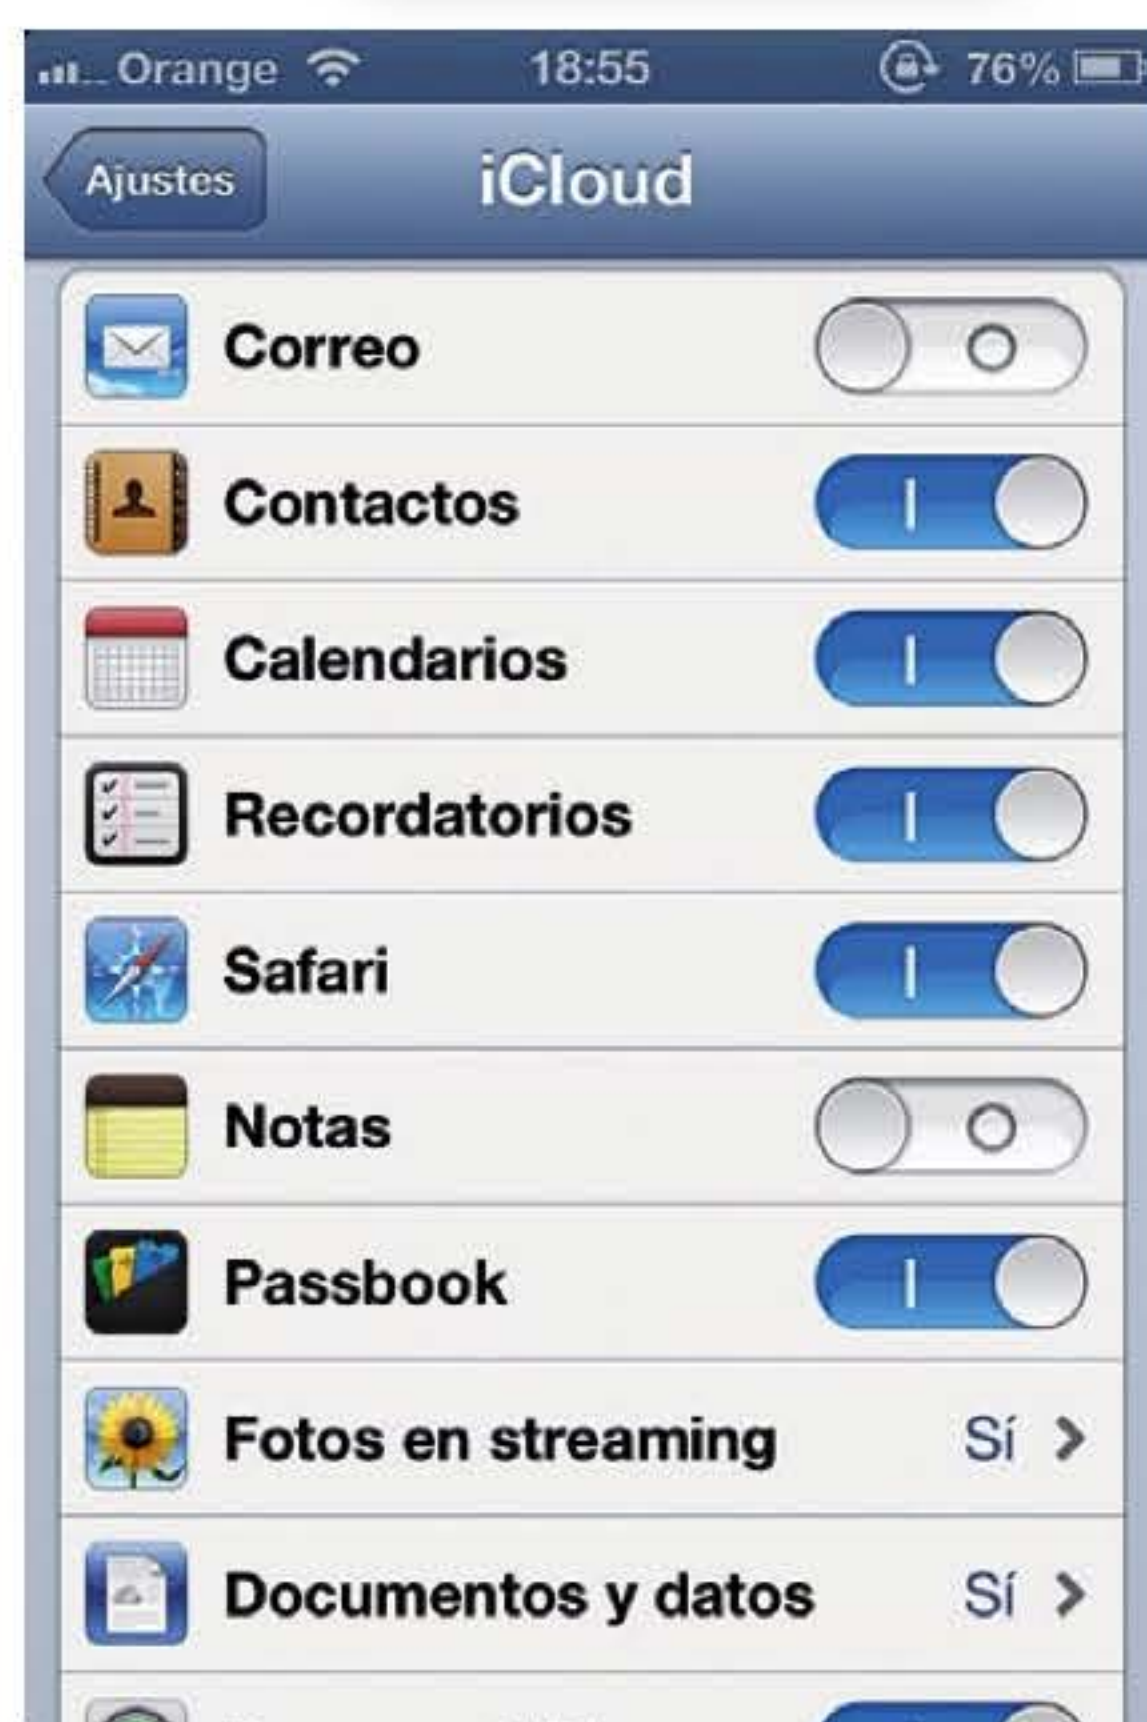 Orange 18:55 76%
Ajustes iCloud
Correo
Contactos
Calendarios
Recordatorios
Safari
Notas
Passbook
Fotos en streaming Sí
Documentos y datos Sí